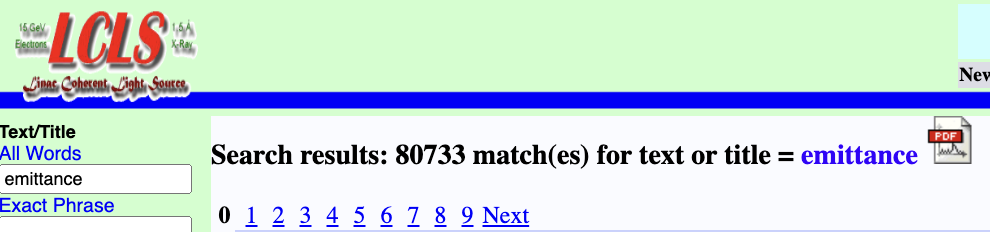 15 GeV
Electrons
LCLS
1.5 Å
X-Ray
Linac Coherent Light Source
New
Text/Title
All Words
emittance
Exact Phrase
Search results: 80733 match(es) for text or title = emittance
PDF
0 1 2 3 4 5 6 7 8 9 Next